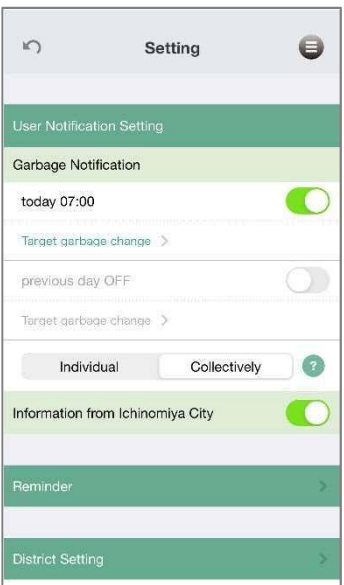 Setting
User Notification Setting
Garbage Notification
today 07:00
Target garbage change >
previous day OFF
Target garbage change >
Individual Collectively ?
Information from Ichinomiya City
Reminder >
District Setting >